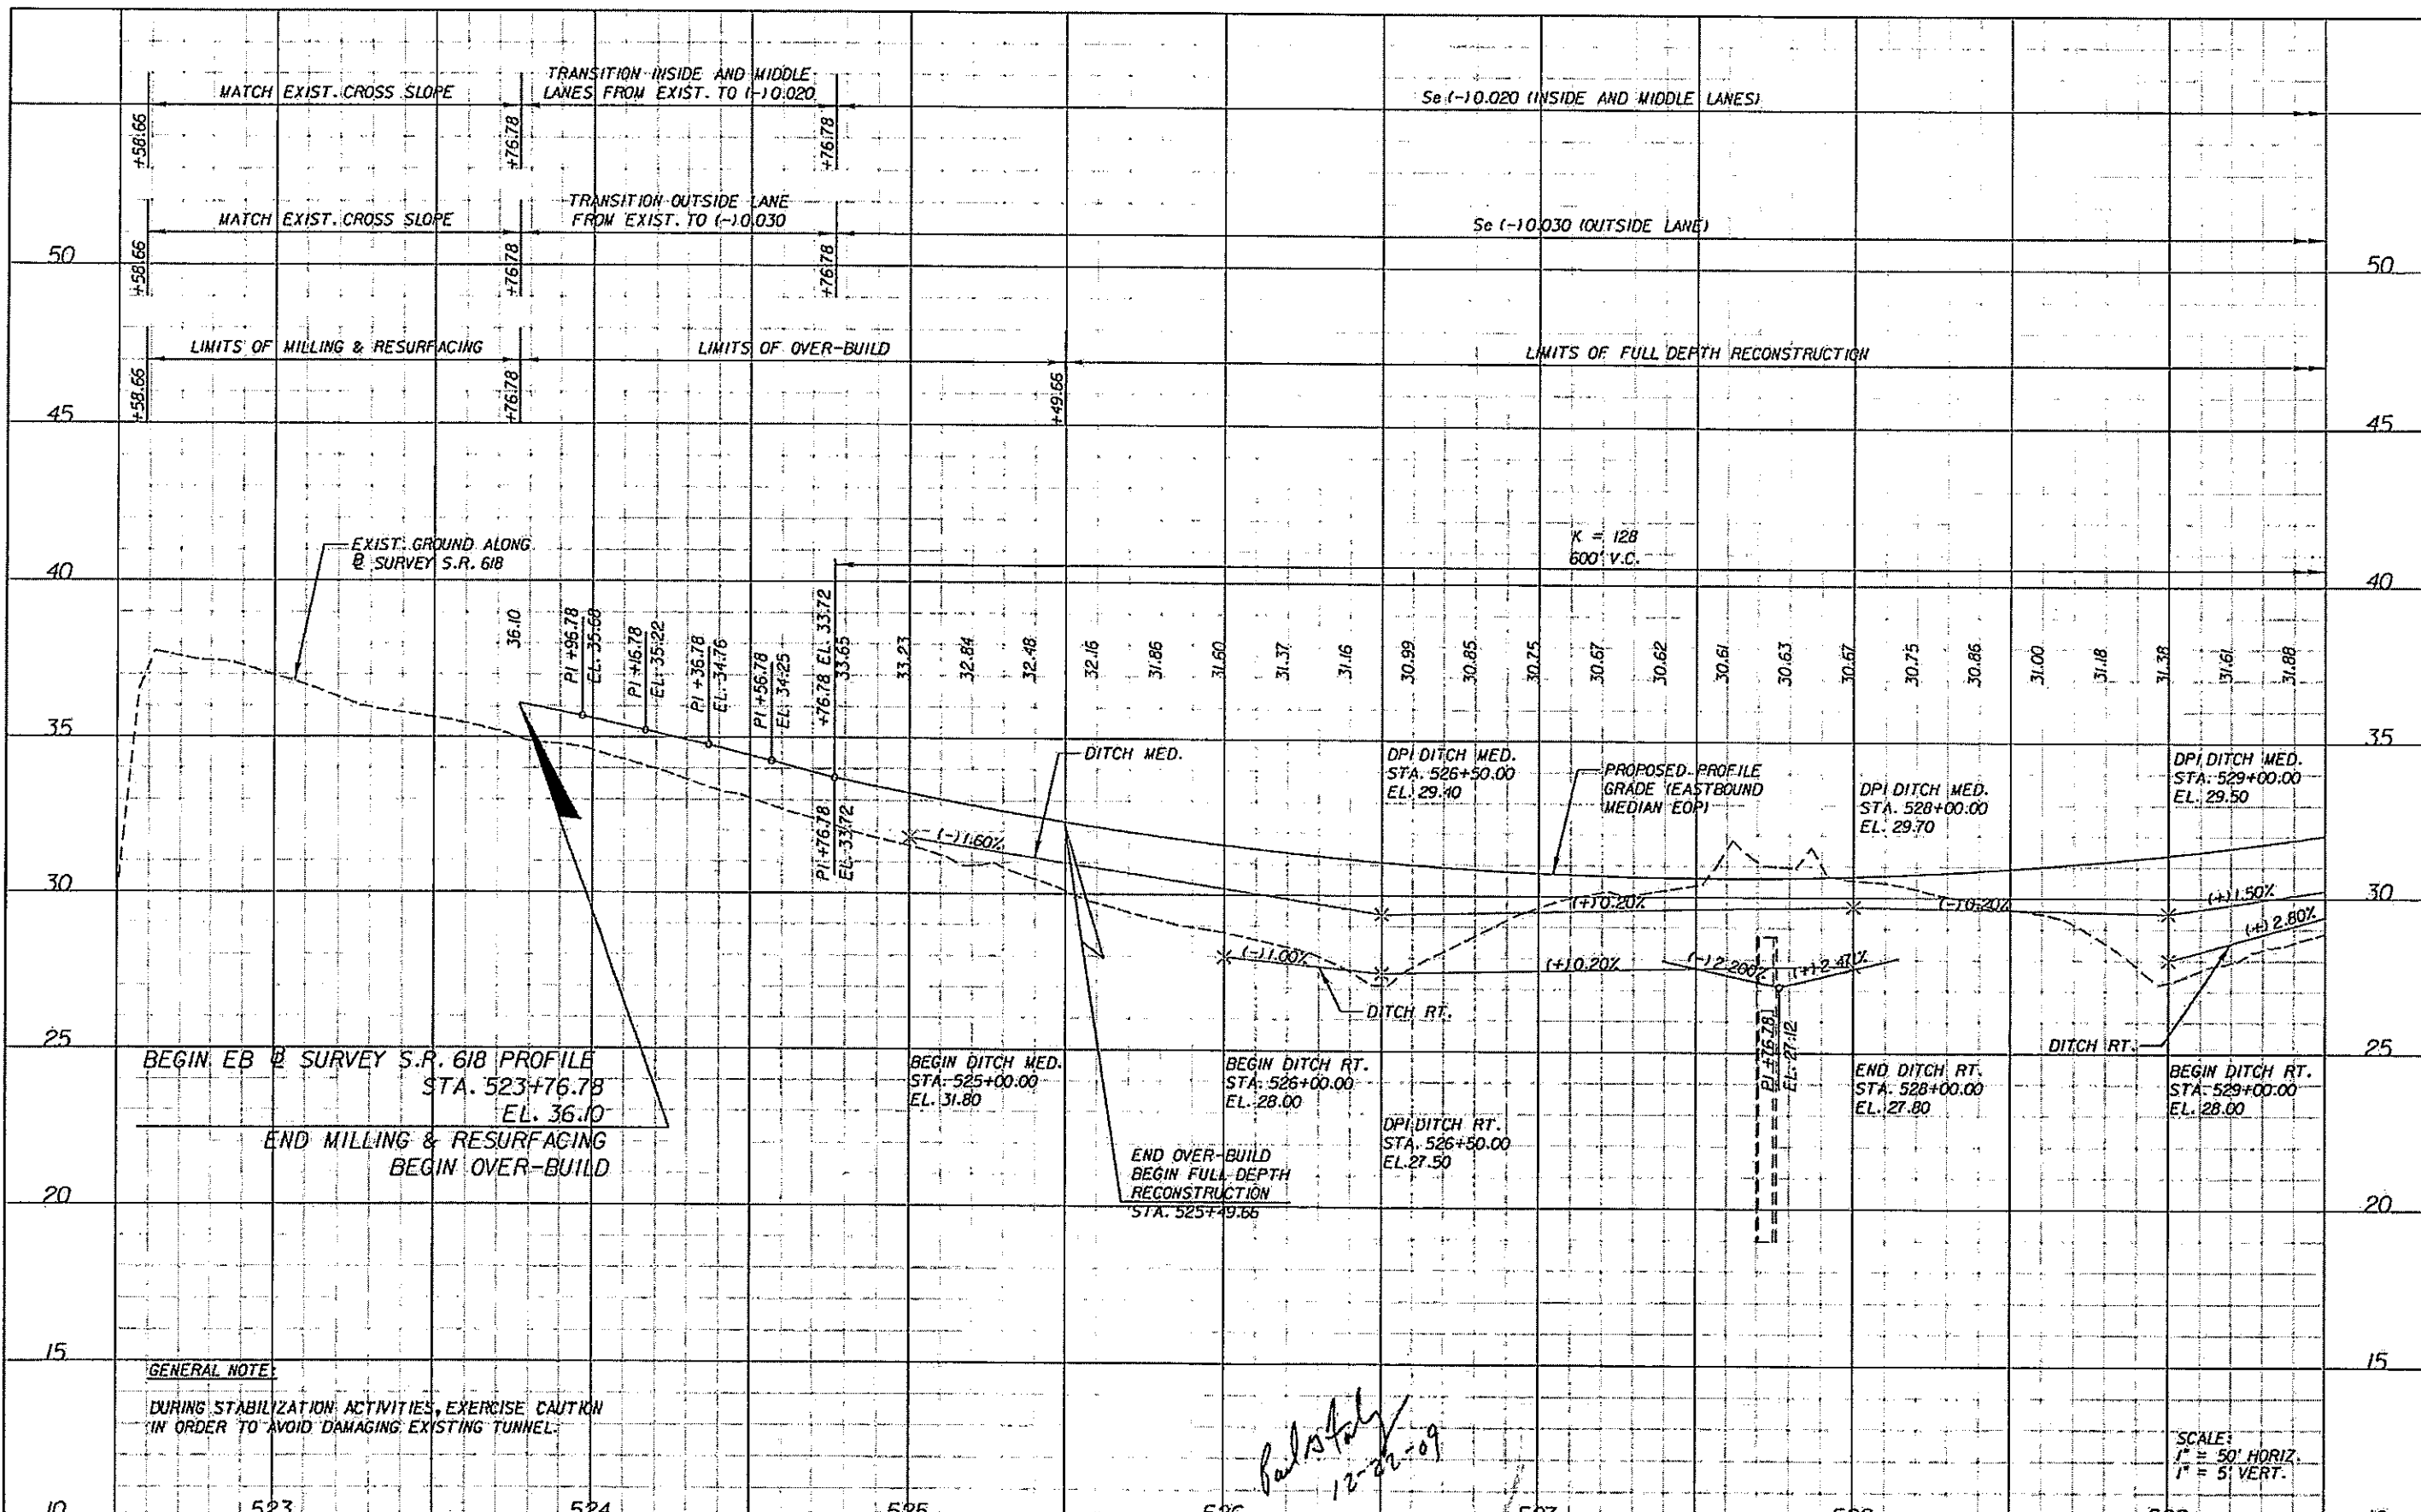 MATCH EXIST. CROSS SLOPE
TRANSITION INSIDE AND MIDDLE
LANES FROM EXIST. TO (-) 0.020
Se (-) 0.020 (INSIDE AND MIDDLE LANES)
+58.66
+76.78
+76.78
MATCH EXIST. CROSS SLOPE
TRANSITION OUTSIDE LANE
FROM EXIST. TO (-) 0.030
Se (-) 0.030 (OUTSIDE LANE)
50
+58.66
+76.78
+76.78
50
LIMITS OF MILLING & RESURFACING
LIMITS OF OVER-BUILD
LIMITS OF FULL DEPTH RECONSTRUCTION
+58.66
+76.78
+49.66
45
45
EXIST. GROUND ALONG
℄ SURVEY S.R. 618
K = 128
600' V.C.
40
40
36.10
PI +96.78
EL. 35.68
PI +16.78
EL. 35.22
PI +36.78
EL. 34.76
PI +56.78
EL. 34.25
+76.78 EL. 33.72
33.65
33.23
32.84
32.48
32.16
31.86
31.60
31.37
31.16
30.99
30.85
30.75
30.67
30.62
30.61
30.63
30.67
30.75
30.86
31.00
31.18
31.38
31.61
31.88
35
35
DITCH MED.
DPI DITCH MED.
STA. 526+50.00
EL. 29.40
PROPOSED PROFILE
GRADE (EASTBOUND
MEDIAN EOP)
DPI DITCH MED.
STA. 528+00.00
EL. 29.70
DPI DITCH MED.
STA. 529+00.00
EL. 29.50
PI +76.78
EL. 33.72
(-) 1.60%
30
30
(+) 0.20%
(-) 0.20%
(+) 1.50%
(+) 2.80%
(-) 1.00%
(+) 0.20%
(-) 2.200%
(+) 2.471%
DITCH RT.
PI +76.78
EL. 27.12
DITCH RT.
25
25
BEGIN EB ℄ SURVEY S.R. 618 PROFILE
STA. 523+76.78
EL. 36.10
END MILLING & RESURFACING
BEGIN OVER-BUILD
BEGIN DITCH MED.
STA. 525+00.00
EL. 31.80
BEGIN DITCH RT.
STA. 526+00.00
EL. 28.00
END DITCH RT.
STA. 528+00.00
EL. 27.80
BEGIN DITCH RT.
STA. 529+00.00
EL. 28.00
DPI DITCH RT.
STA. 526+50.00
EL. 27.50
END OVER-BUILD
BEGIN FULL DEPTH
RECONSTRUCTION
STA. 525+49.66
20
20
15
15
GENERAL NOTE:
DURING STABILIZATION ACTIVITIES, EXERCISE CAUTION
IN ORDER TO AVOID DAMAGING EXISTING TUNNEL.
12-22-09
SCALE:
1" = 50' HORIZ.
1" = 5' VERT.
10
523
524
525
526
527